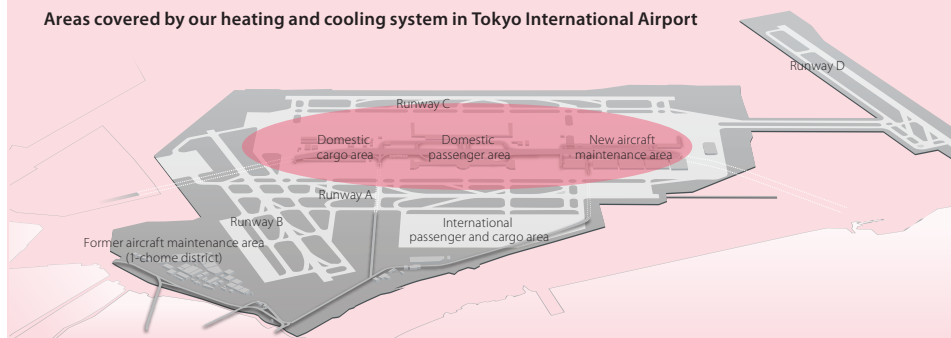 Areas covered by our heating and cooling system in Tokyo International Airport
Runway D
Runway C
Domestic
cargo area
Domestic
passenger area
New aircraft
maintenance area
Runway A
Runway B
International
passenger and cargo area
Former aircraft maintenance area
(1-chome district)